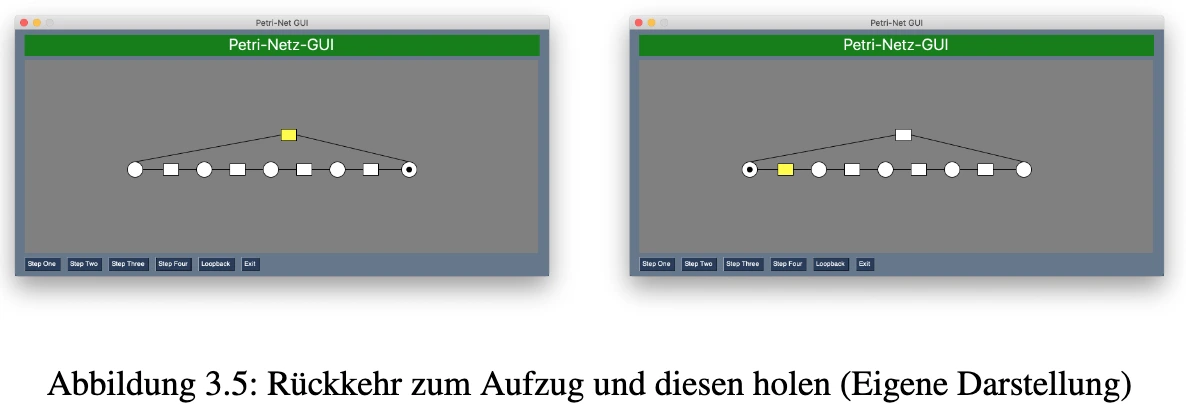 Petri-Net GUI
Petri-Netz-GUI
Step One Step Two Step Three Step Four Loopback Exit
Petri-Net GUI
Petri-Netz-GUI
Step One Step Two Step Three Step Four Loopback Exit
Abbildung 3.5: Rückkehr zum Aufzug und diesen holen (Eigene Darstellung)